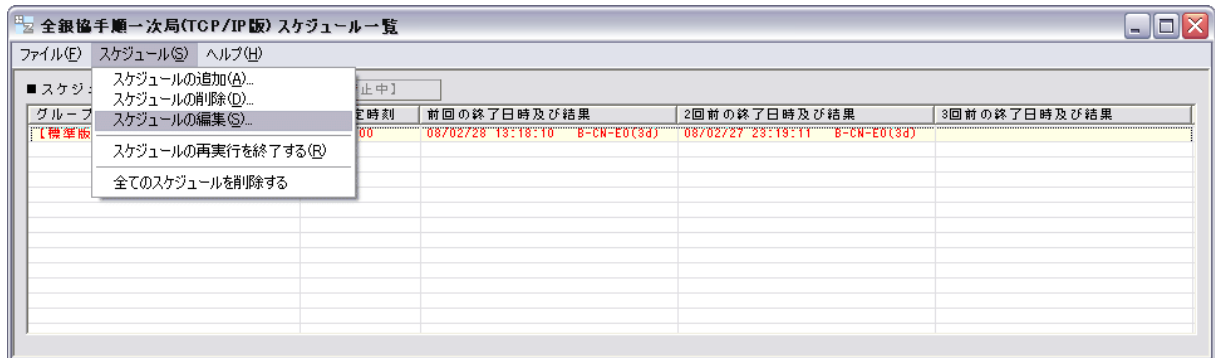 全銀協手順一次局(TCP/IP版) スケジュール一覧
ファイル(F) スケジュール(S) ヘルプ(H)
■スケジ 止中】
スケジュールの追加(A)...
スケジュールの削除(D)...
スケジュールの編集(S)...
スケジュールの再実行を終了する(R)
全てのスケジュールを削除する
グループ 定時刻 前回の終了日時及び結果 2回前の終了日時及び結果 3回前の終了日時及び結果
【標準版 00 08/02/28 13:18:10 B-CN-E0(3d) 08/02/27 23:19:11 B-CN-E0(3d)